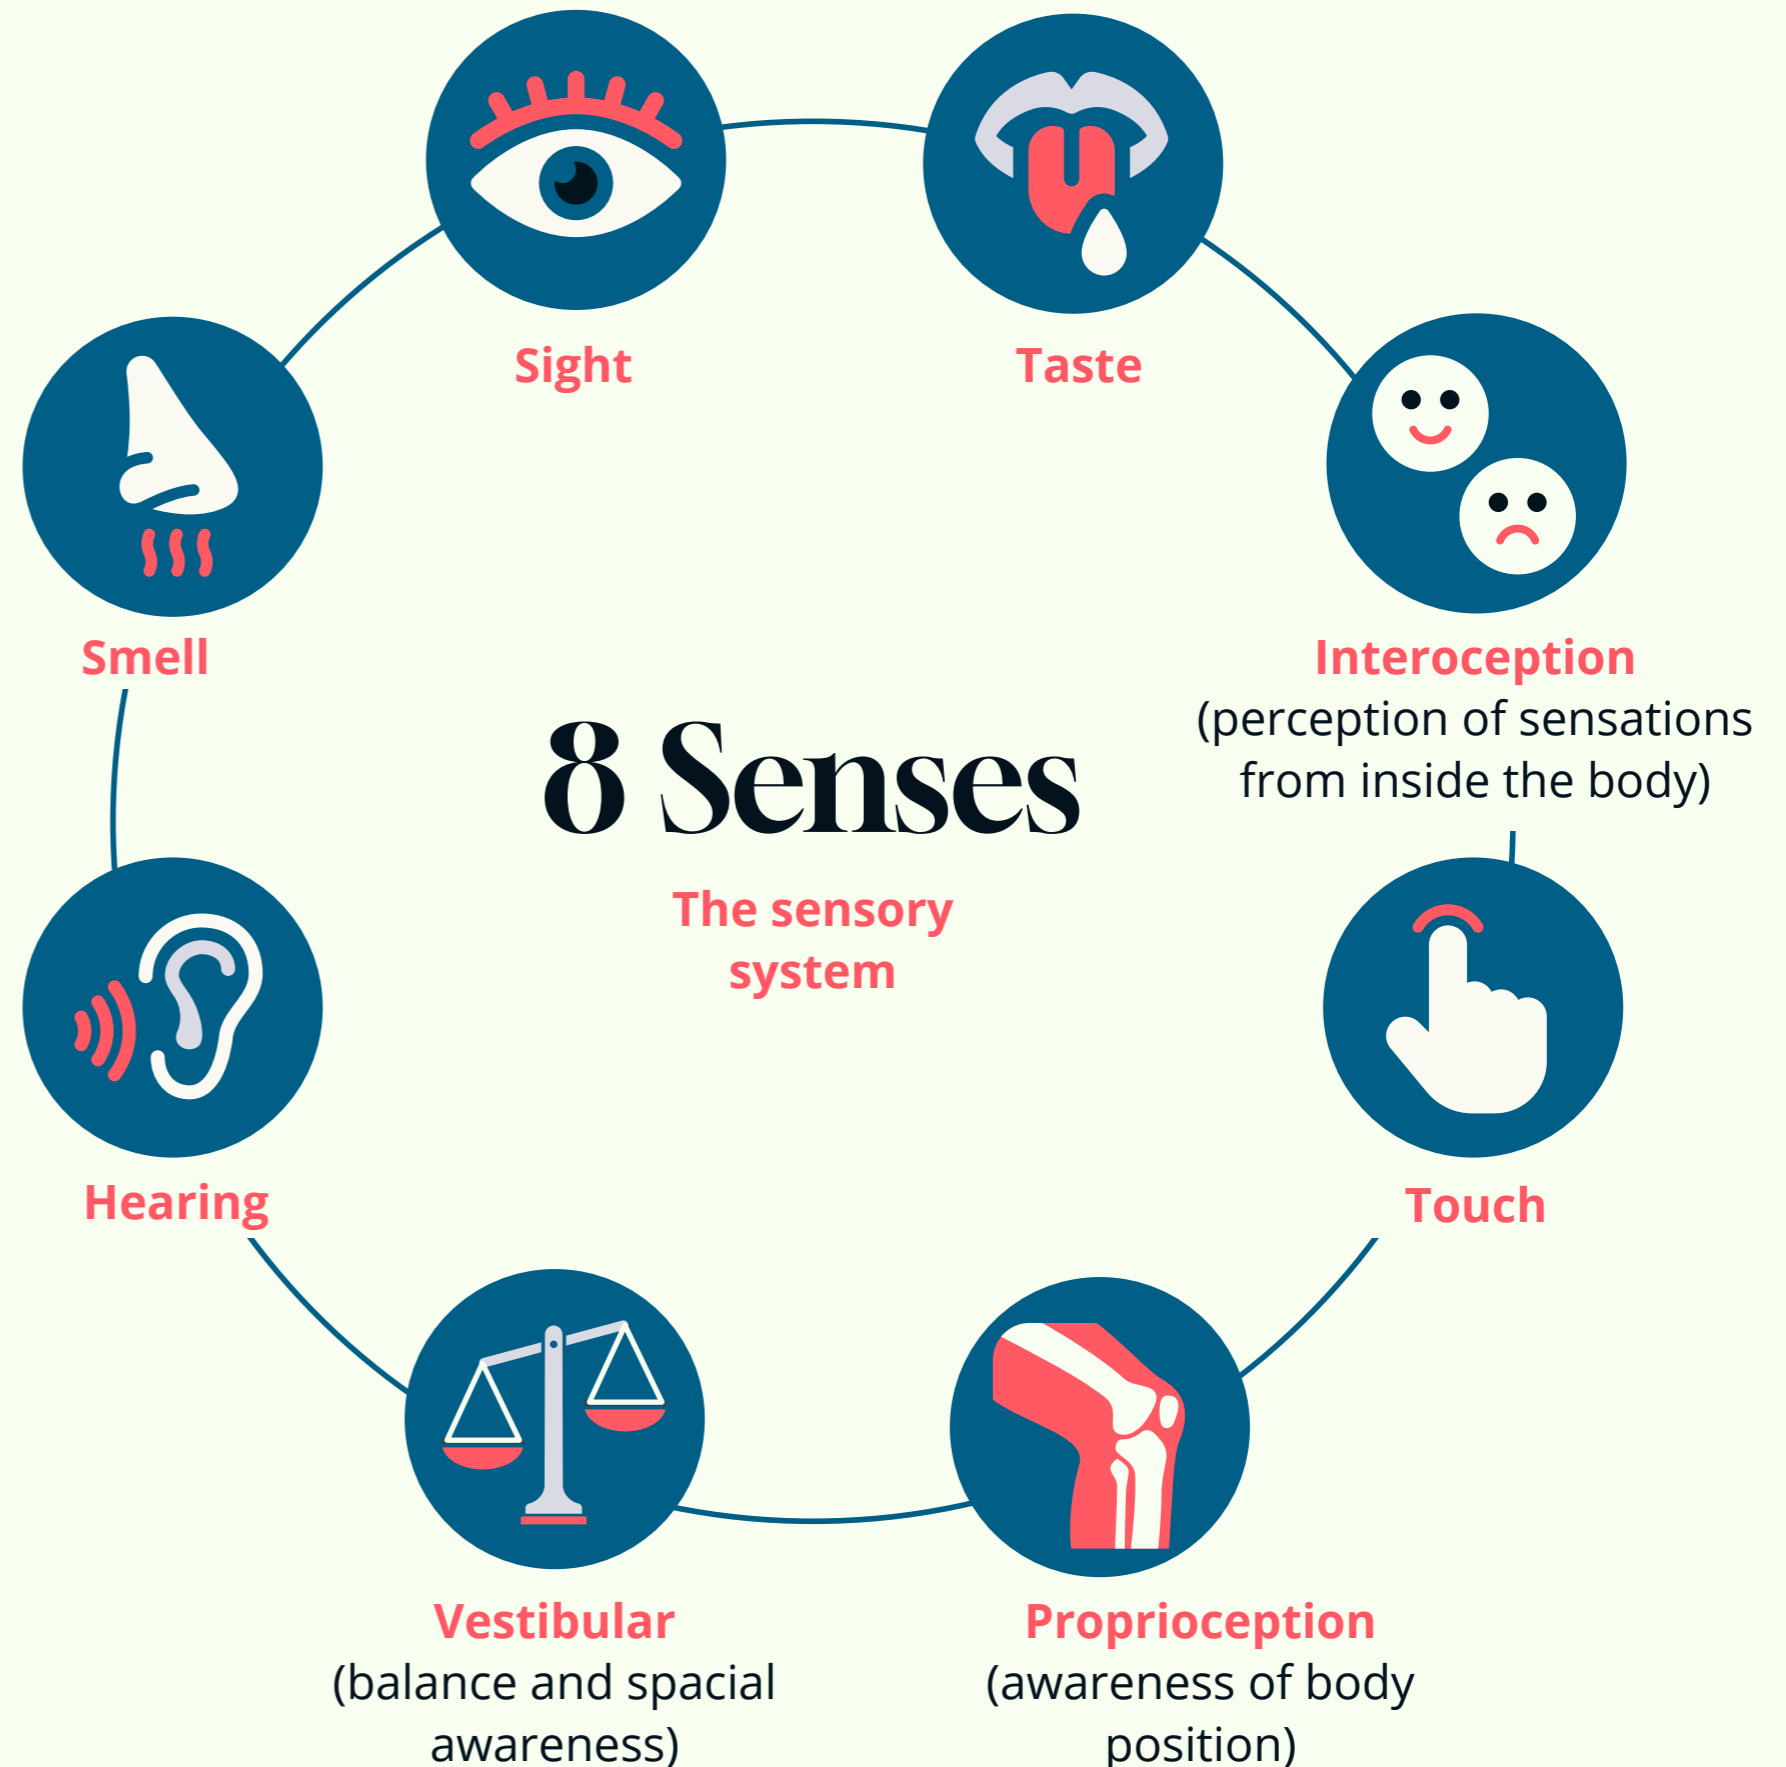 Sight
Taste
Smell
Interoception
(perception of sensations
from inside the body)
8 Senses
The sensory
system
Hearing
Touch
Vestibular
(balance and spacial
awareness)
Proprioception
(awareness of body
position)